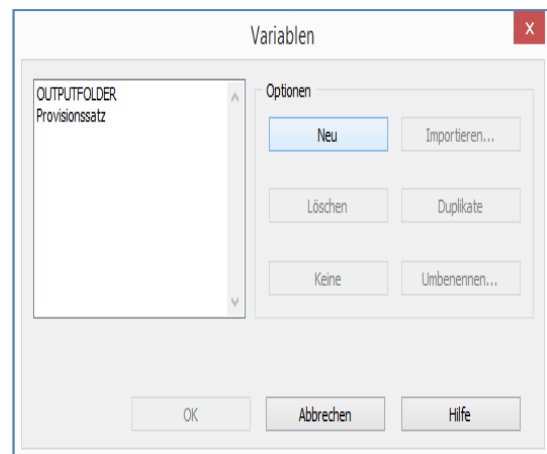 Variablen
x
OUTPUTFOLDER
Provisionssatz
Optionen
Neu
Importieren...
Löschen
Duplikate
Keine
Umbenennen...
OK
Abbrechen
Hilfe